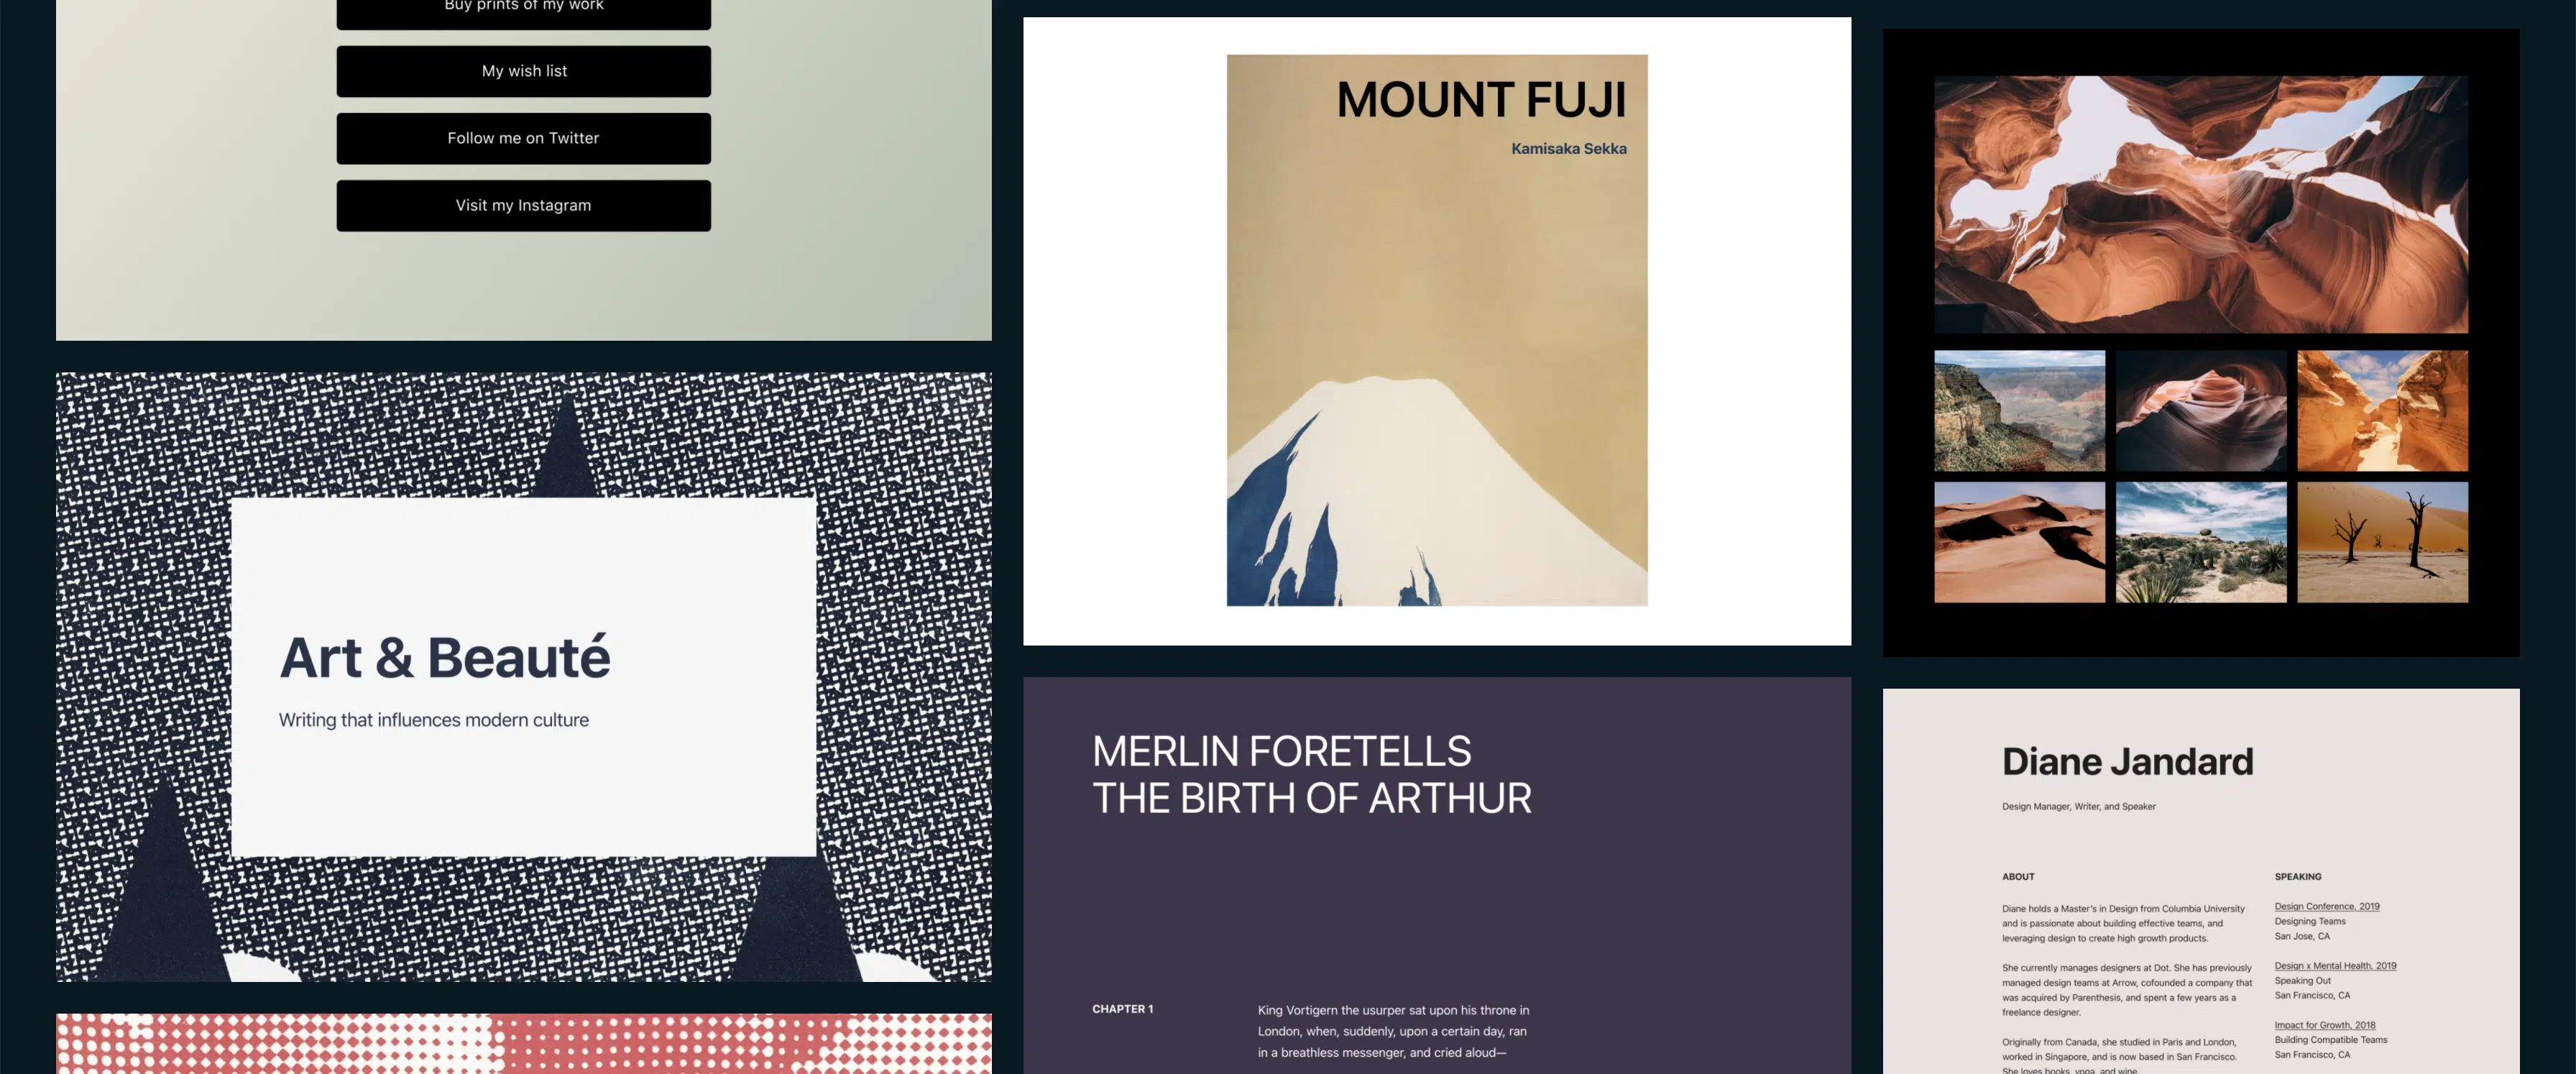 Buy prints of my work
My wish list
Follow me on Twitter
Visit my Instagram
Art & Beauté
Writing that influences modern culture
MOUNT FUJI
Kamisaka Sekka
MERLIN FORETELLS
THE BIRTH OF ARTHUR
CHAPTER 1
King Vortigern the usurper sat upon his throne in
London, when, suddenly, upon a certain day, ran
in a breathless messenger, and cried aloud—
Diane Jandard
Design Manager, Writer, and Speaker
ABOUT
Diane holds a Master's in Design from Columbia University
and is passionate about building effective teams, and
leveraging design to create high growth products.
She currently manages designers at Dot. She has previously
managed design teams at Arrow, cofounded a company that
was acquired by Parenthesis, and spent a few years as a
freelance designer.
Originally from Canada, she studied in Paris and London,
worked in Singapore, and is now based in San Francisco.
She loves books, yoga, and wine.
SPEAKING
Design Conference, 2019
Designing Teams
San Jose, CA
Design x Mental Health, 2019
Speaking Out
San Francisco, CA
Impact for Growth, 2018
Building Compatible Teams
San Francisco, CA